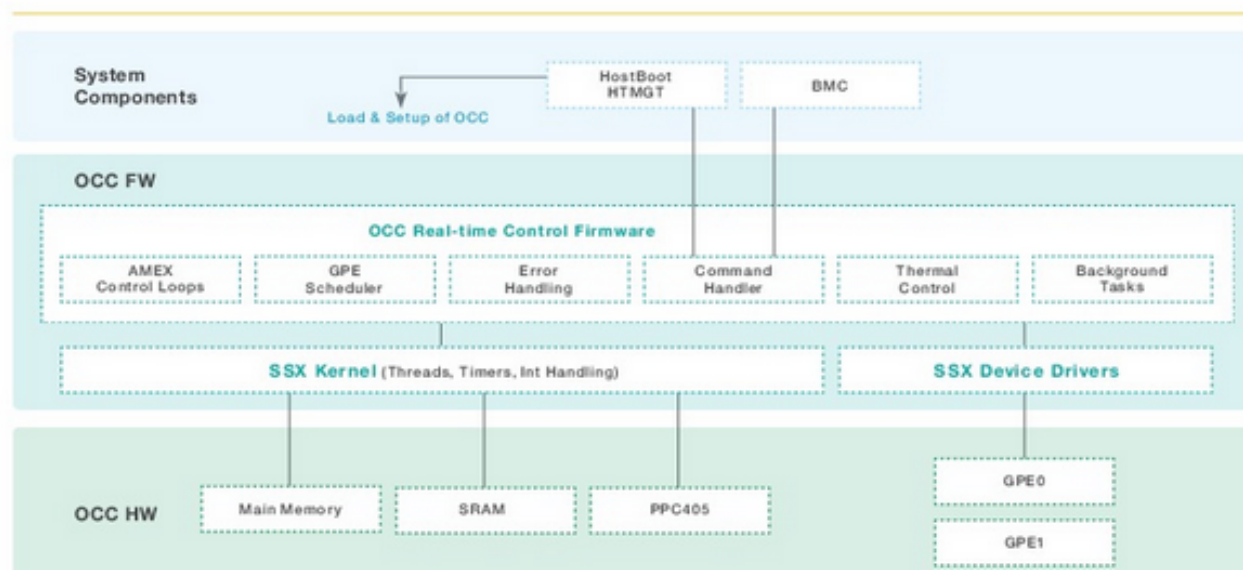 System
Components
HostBoot
HTMGT
BMC
Load & Setup of OCC
OCC FW
OCC Real-time Control Firmware
AMEX
Control Loops
GPE
Scheduler
Error
Handling
Command
Handler
Thermal
Control
Background
Tasks
SSX Kernel (Threads, Timers, Int Handling)
SSX Device Drivers
OCC HW
Main Memory
SRAM
PPC405
GPE0
GPE1